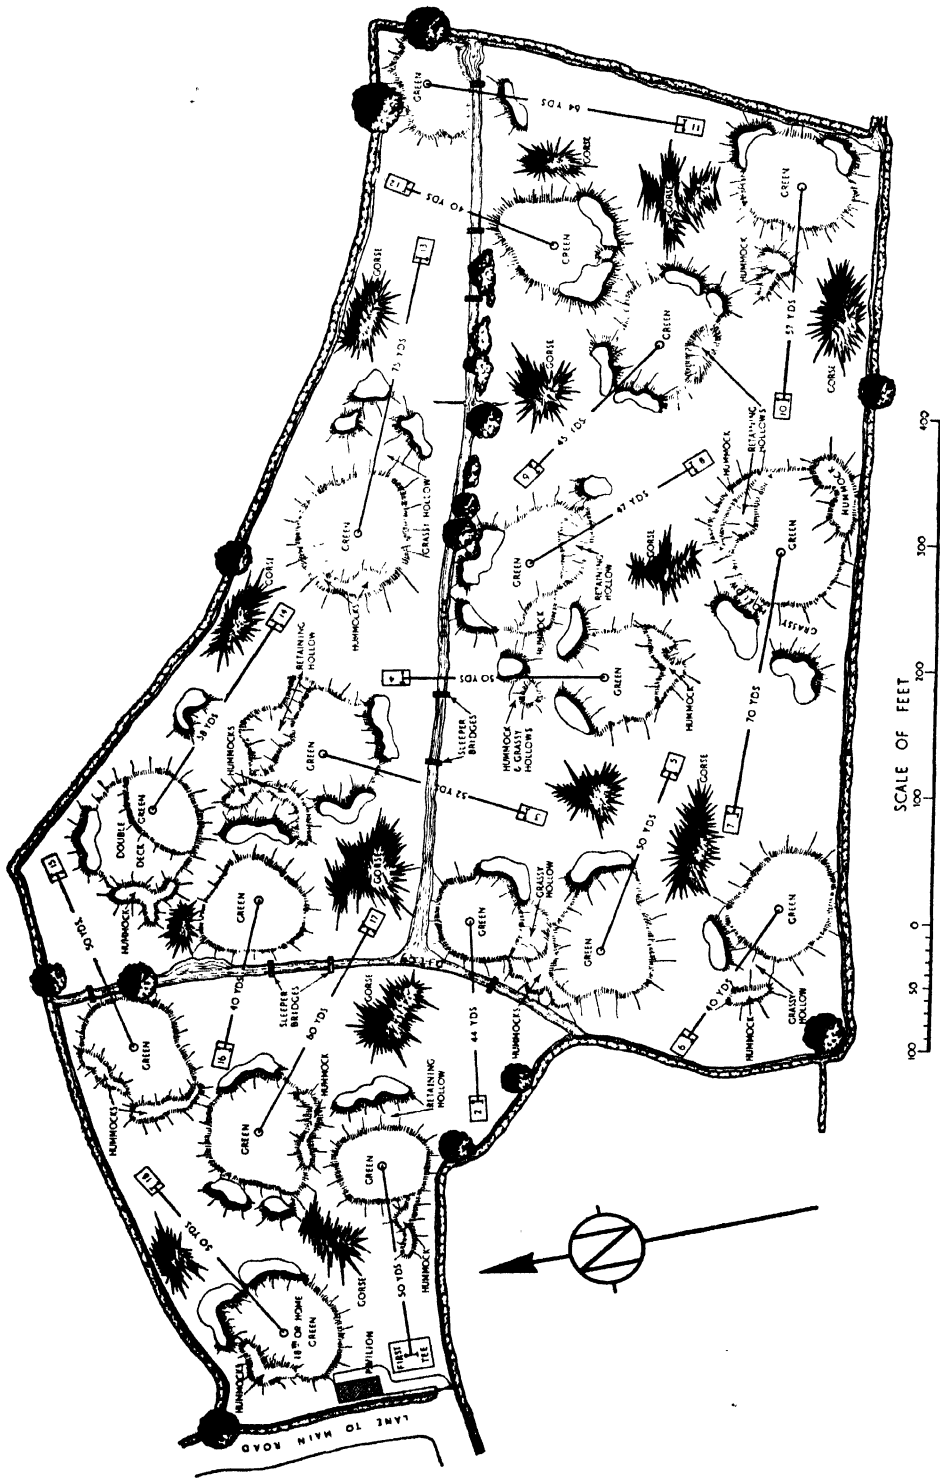 GREEN
64 YDS
11
GORSE
12
40 YDS
GREEN
GORSE
GREEN
13
GORSE
HUMMOCK
57 YDS
GORSE
75 YDS
GORSE
GREEN
10
45 YDS
9
RETAINING
HOLLOWS
HUMMOCK
8
47 YDS
GRASSY HOLLOW
GREEN
HUMMOCKS
GREEN
RETAINING
HOLLOW
GORSE
HUMMOCK
GREEN
GRASSY
GORSE
14
RETAINING
HOLLOW
HUMMOCK
4
50 YDS
GREEN
HUMMOCK
HUMMOCK
& GRASSY
HOLLOWS
SLEEPER
BRIDGES
58 YDS
HUMMOCKS
GREEN
70 YDS
5
GORSE
52 YDS
3
7
DOUBLE
DECK
GREEN
50 YDS
15
HUMMOCK
GREEN
GORSE
17
GREEN
GRASSY
HOLLOW
GREEN
GREEN
YDS
40 YDS
SLEEPER
BRIDGES
60 YDS
GORSE
DITCH
44 YDS
HUMMOCKS
40 YDS
6
HUMMOCK
GRASSY
HOLLOW
GREEN
16
HUMMOCKS
GREEN
HUMMOCK
RETAINING
HOLLOW
2
GREEN
18
50 YDS
GORSE
50 YDS
HUMMOCK
18TH OR HOME
GREEN
HUMMOCKS
PAVILION
FIRST
TEE
LANE TO MAIN ROAD
N
100 50 0 100 200 300 400
SCALE OF FEET